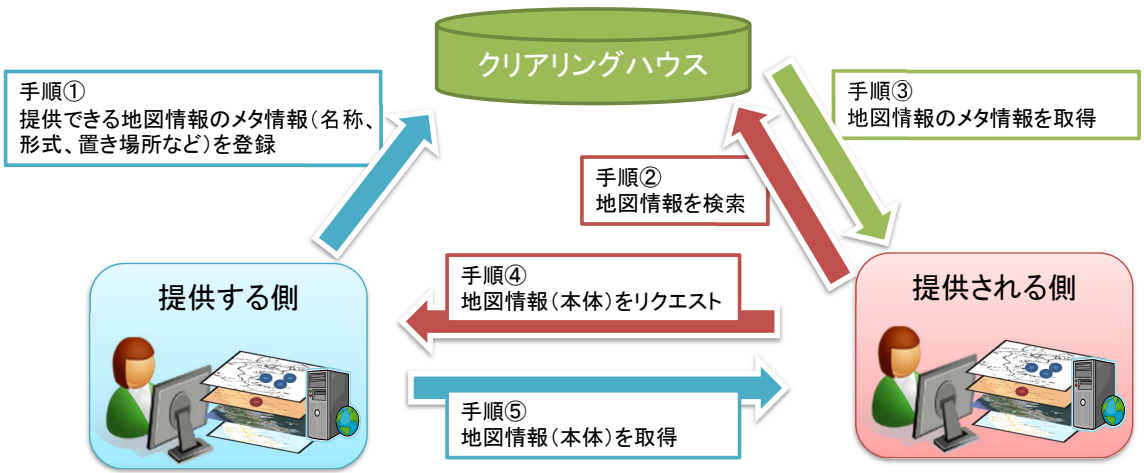 クリアリングハウス
手順①
提供できる地図情報のメタ情報(名称、
形式、置き場所など)を登録
手順③
地図情報のメタ情報を取得
手順②
地図情報を検索
提供する側
手順④
地図情報(本体)をリクエスト
提供される側
手順⑤
地図情報(本体)を取得